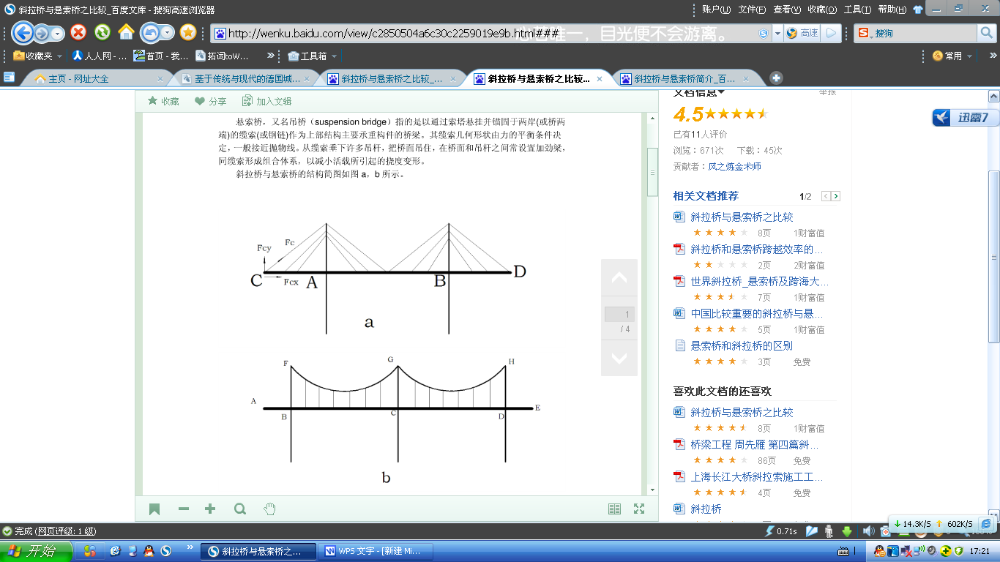 斜拉桥与悬索桥之比较_百度文库 - 搜狗高速浏览器
账户(U) 文件(F) 查看(V) 收藏(O) 工具(T) 帮助(H)
http://wenku.baidu.com/view/c2850504a6c30c2259019e9b.html###
唯一，目光便不会游离。
高速
搜狗
收藏夹 人人网 - ... 首页 - 我... 拓词toW... » 工具箱
常用 »
主页 - 网址大全
基于传统与现代的德国城...
斜拉桥与悬索桥之比较_...
斜拉桥与悬索桥之比较...
斜拉桥与悬索桥简介_百...
收藏 分享 加入文辑
悬索桥，又名吊桥（suspension bridge）指的是以通过索塔悬挂并锚固于两岸(或桥两
端)的缆索(或钢链)作为上部结构主要承重构件的桥梁。其缆索几何形状由力的平衡条件决
定，一般接近抛物线。从缆索垂下许多吊杆，把桥面吊住，在桥面和吊杆之间常设置加劲梁，
同缆索形成组合体系，以减小活载所引起的挠度变形。
斜拉桥与悬索桥的结构简图如图 a，b 所示。
Fcy Fc
C Fcx A B D
a
F G H
A B C D E
b
1
/ 4
文档信息
举报
4.5
已有11人评价
浏览：671次 下载：45次
贡献者：风之炼金术师
迅雷7
相关文档推荐 1/2
斜拉桥与悬索桥之比较
8页 1财富值
斜拉桥和悬索桥跨越效率的...
2页 2财富值
世界斜拉桥_悬索桥及跨海大...
7页 1财富值
中国比较重要的斜拉桥与悬...
5页 1财富值
悬索桥和斜拉桥的区别
3页 免费
喜欢此文档的还喜欢
斜拉桥与悬索桥之比较
8页 1财富值
桥梁工程 周先雁 第四篇斜...
86页 免费
上海长江大桥斜拉索施工工...
4页 免费
斜拉桥
完成 (网页评级: 1 级)
0.71s
14.3K/S 602K/S
开始
»
斜拉桥与悬索桥之...
WPS 文字 - [新建 Mi...
17:21